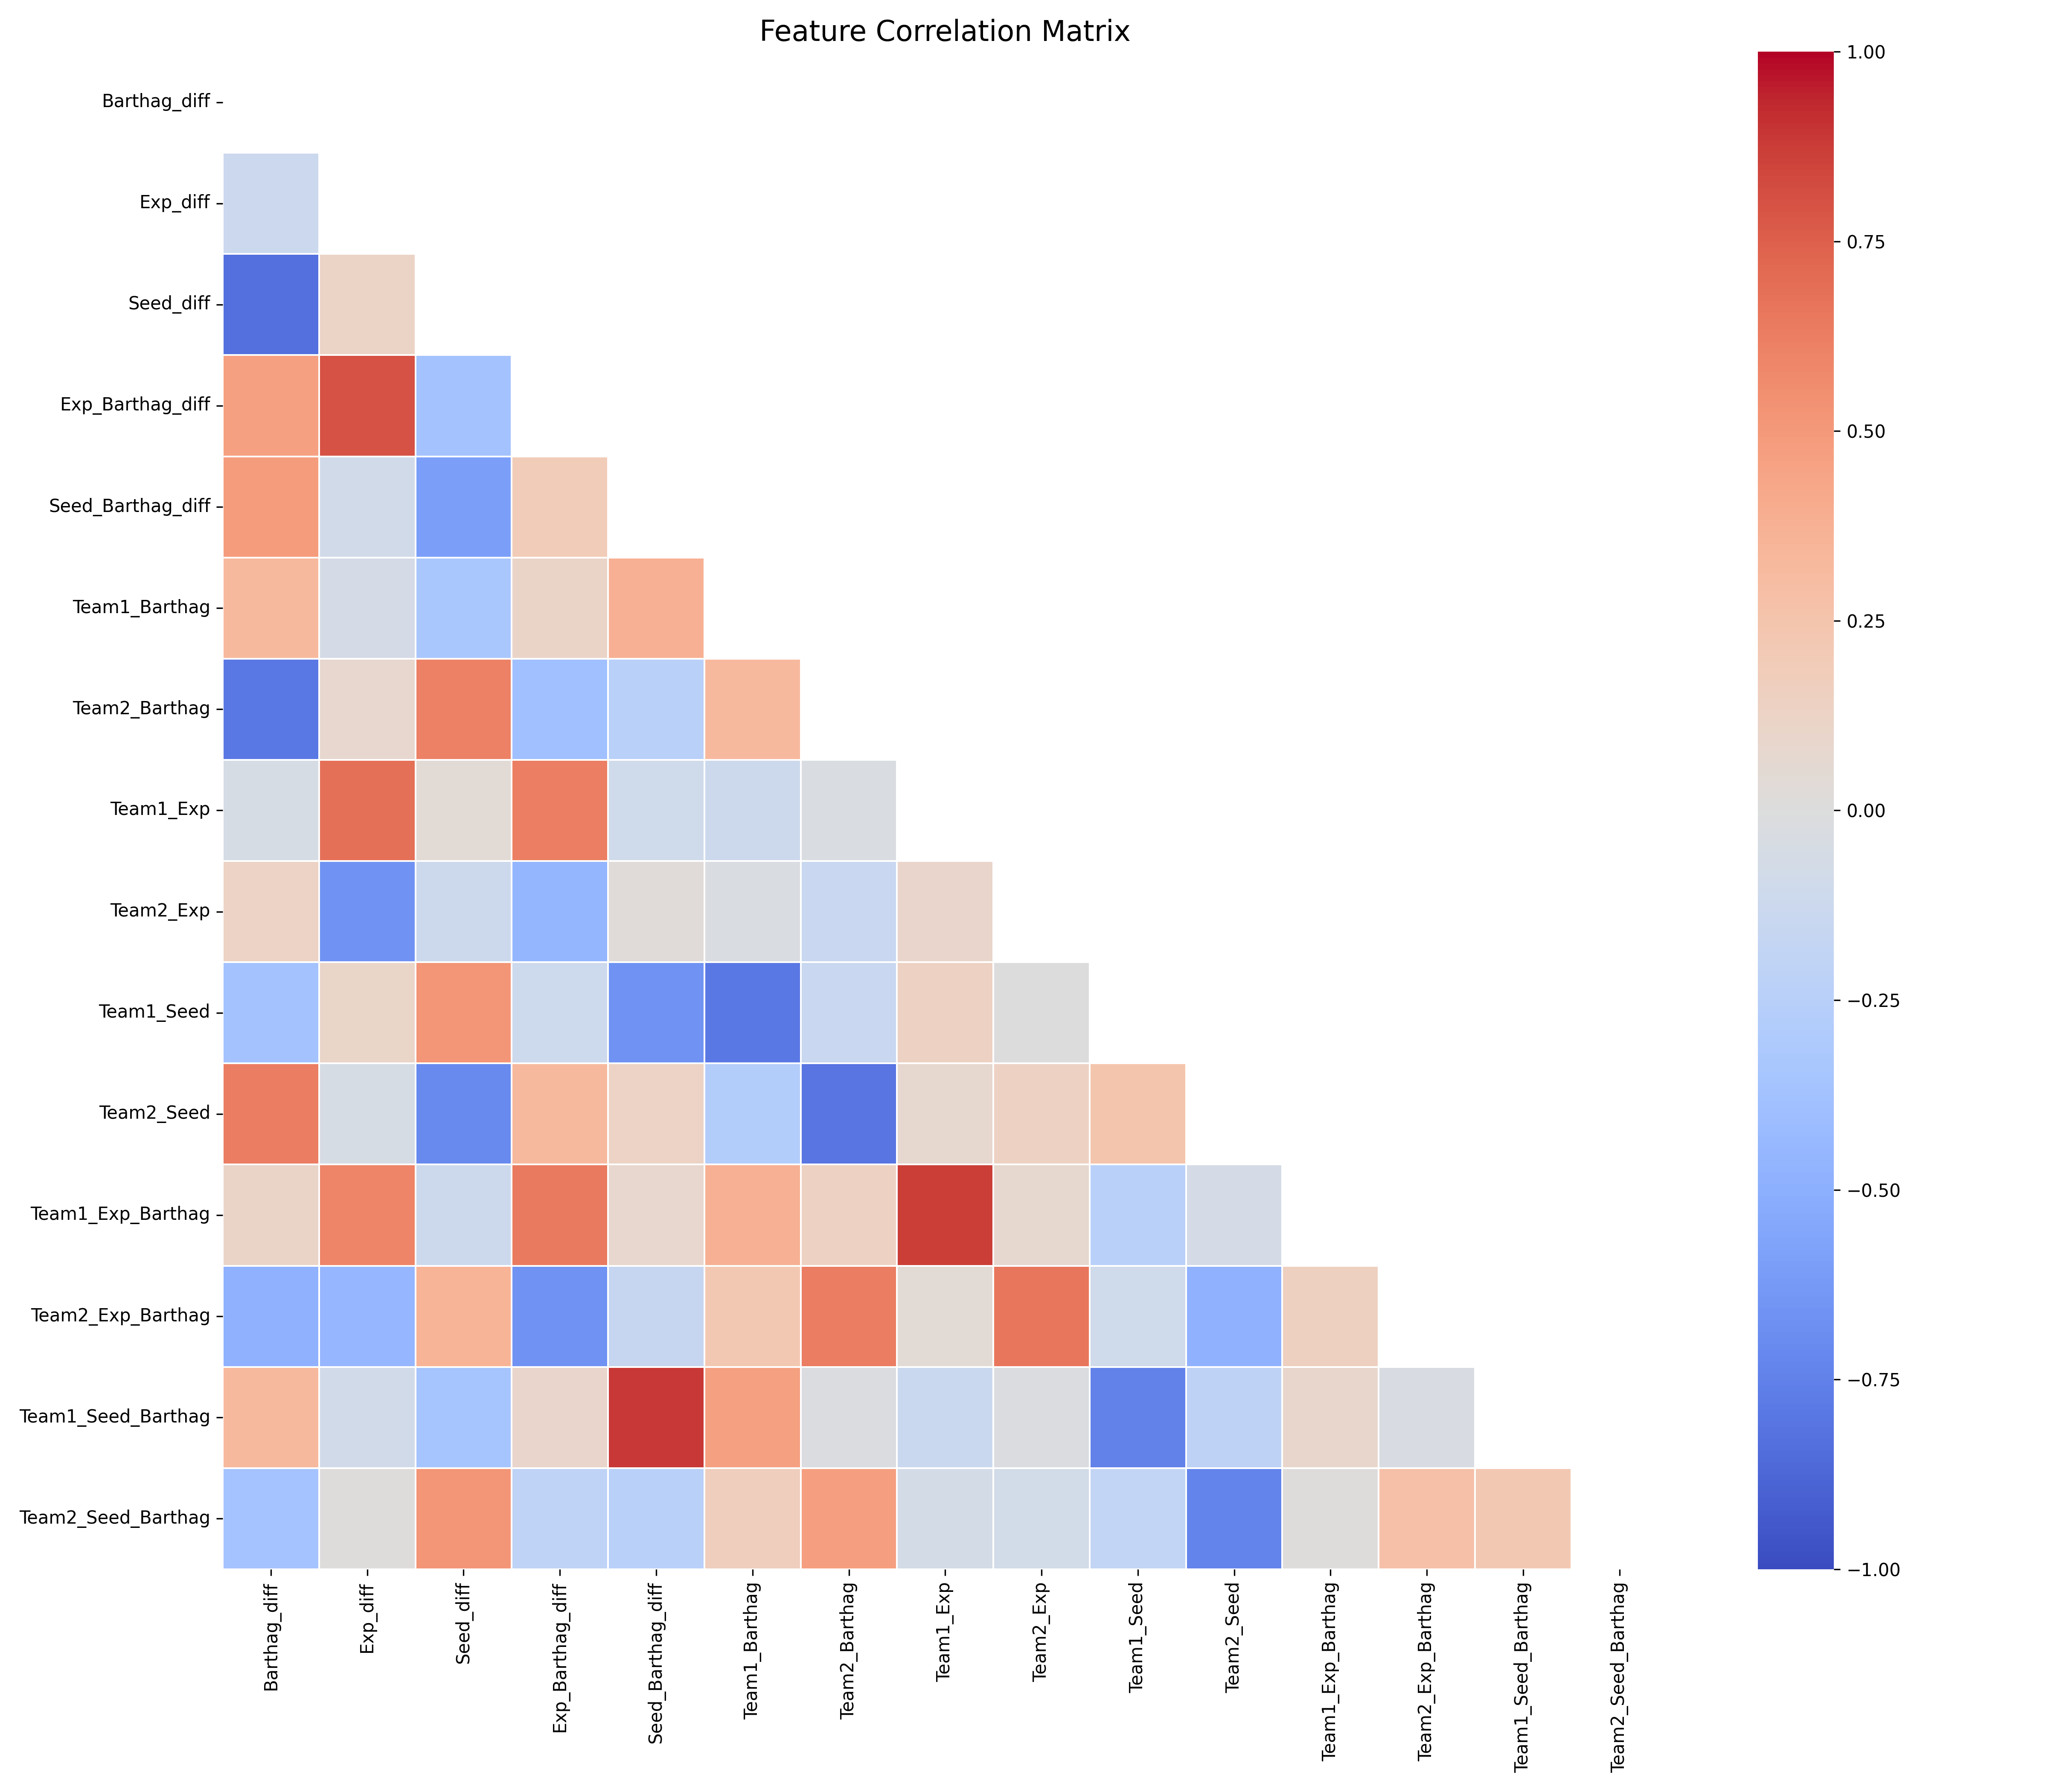 Feature Correlation Matrix
Barthag_diff
Exp_diff
Seed_diff
Exp_Barthag_diff
Seed_Barthag_diff
Team1_Barthag
Team2_Barthag
Team1_Exp
Team2_Exp
Team1_Seed
Team2_Seed
Team1_Exp_Barthag
Team2_Exp_Barthag
Team1_Seed_Barthag
Team2_Seed_Barthag
Barthag_diff
Exp_diff
Seed_diff
Exp_Barthag_diff
Seed_Barthag_diff
Team1_Barthag
Team2_Barthag
Team1_Exp
Team2_Exp
Team1_Seed
Team2_Seed
Team1_Exp_Barthag
Team2_Exp_Barthag
Team1_Seed_Barthag
Team2_Seed_Barthag
1.00
0.75
0.50
0.25
0.00
−0.25
−0.50
−0.75
−1.00